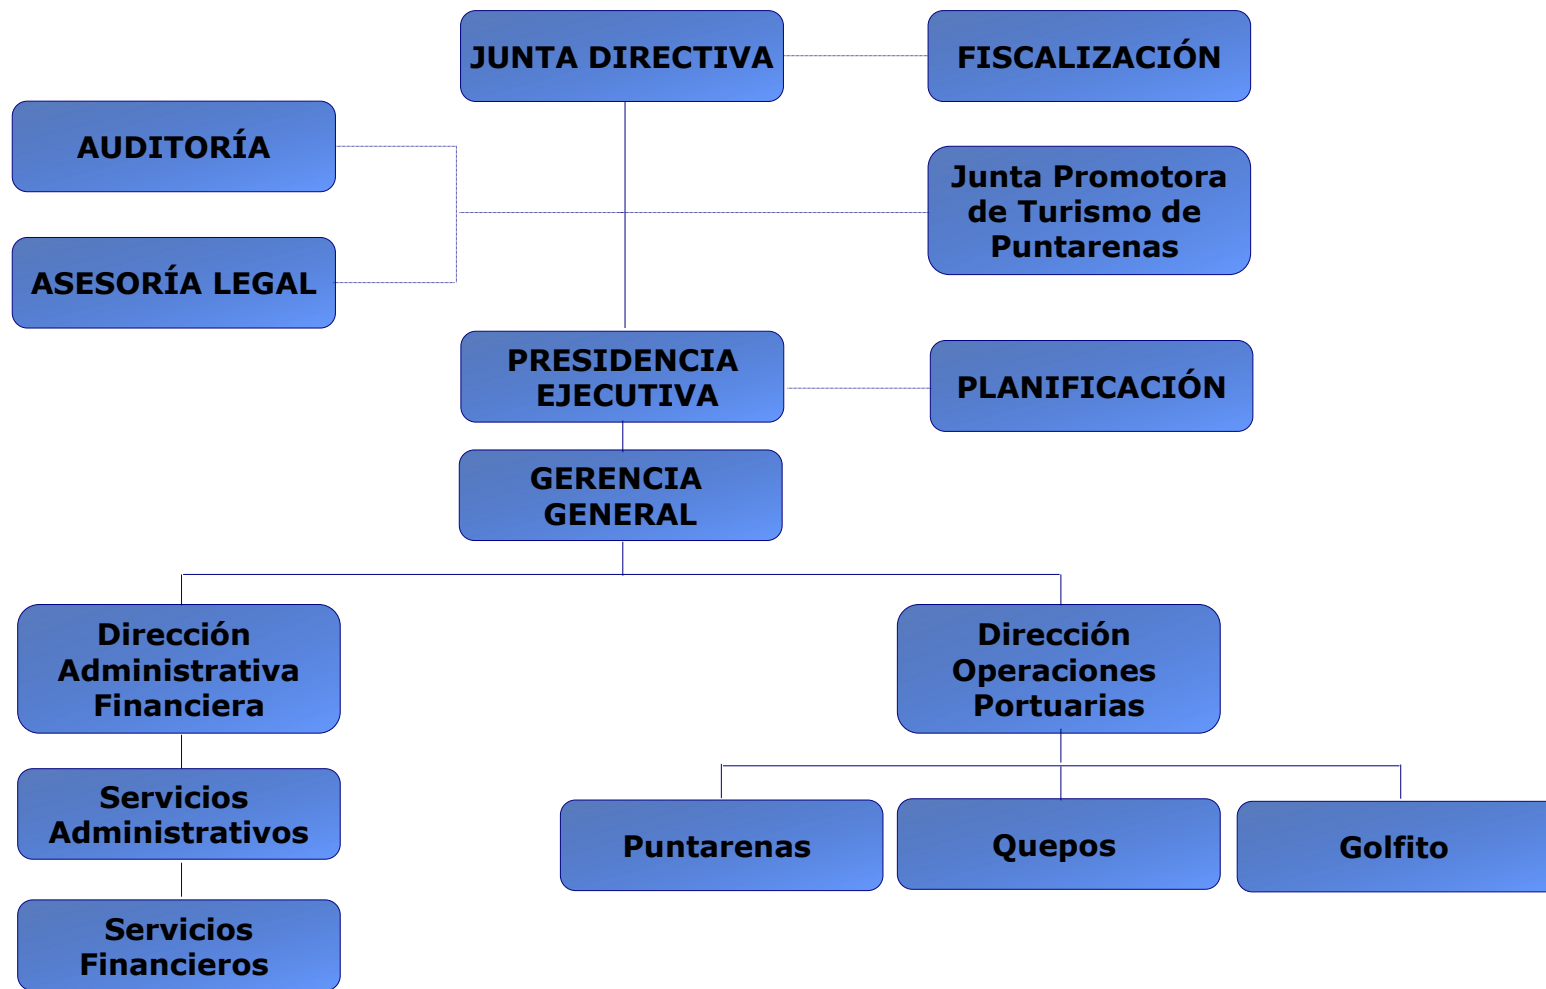 JUNTA DIRECTIVA
FISCALIZACIÓN
AUDITORÍA
Junta Promotora
de Turismo de
Puntarenas
ASESORÍA LEGAL
PRESIDENCIA
EJECUTIVA
PLANIFICACIÓN
GERENCIA
GENERAL
Dirección
Administrativa
Financiera
Dirección
Operaciones
Portuarias
Servicios
Administrativos
Puntarenas
Quepos
Golfito
Servicios
Financieros